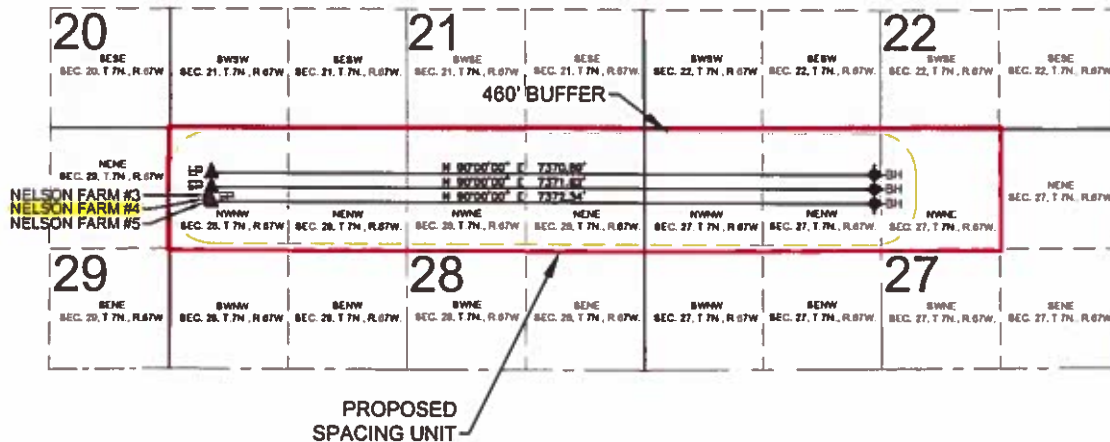 20
21
22
SESE
SEC. 20, T.7N., R.67W.
SWSW
SEC. 21, T.7N., R.67W.
SESW
SEC. 21, T.7N., R.67W.
SWSE
SEC. 21, T.7N., R.67W.
SESE
SEC. 21, T.7N., R.67W.
SWSW
SEC. 22, T.7N., R.67W.
SESW
SEC. 22, T.7N., R.67W.
SWSE
SEC. 22, T.7N., R.67W.
SESE
SEC. 22, T.7N., R.67W.
460' BUFFER
NENE
SEC. 29, T.7N., R.67W.
N 90°00'00" E
N 90°00'00" E 7371.82'
N 90°00'00" E 7372.34'
BH
BH
BH
NENE
SEC. 27, T.7N., R.67W.
NELSON FARM #3
NELSON FARM #4
NELSON FARM #5
NWNW
SEC. 28, T.7N., R.67W.
NENW
SEC. 28, T.7N., R.67W.
NWNE
SEC. 28, T.7N., R.67W.
NENE
SEC. 28, T.7N., R.67W.
NWNW
SEC. 27, T.7N., R.67W.
NENW
SEC. 27, T.7N., R.67W.
NWNE
SEC. 27, T.7N., R.67W.
29
28
27
SENE
SEC. 29, T.7N., R.67W.
SWNW
SEC. 28, T.7N., R.67W.
SENW
SEC. 28, T.7N., R.67W.
SWNE
SEC. 28, T.7N., R.67W.
SENE
SEC. 28, T.7N., R.67W.
SWNW
SEC. 27, T.7N., R.67W.
SENW
SEC. 27, T.7N., R.67W.
SWNE
SEC. 27, T.7N., R.67W.
SENE
SEC. 27, T.7N., R.67W.
PROPOSED
SPACING UNIT